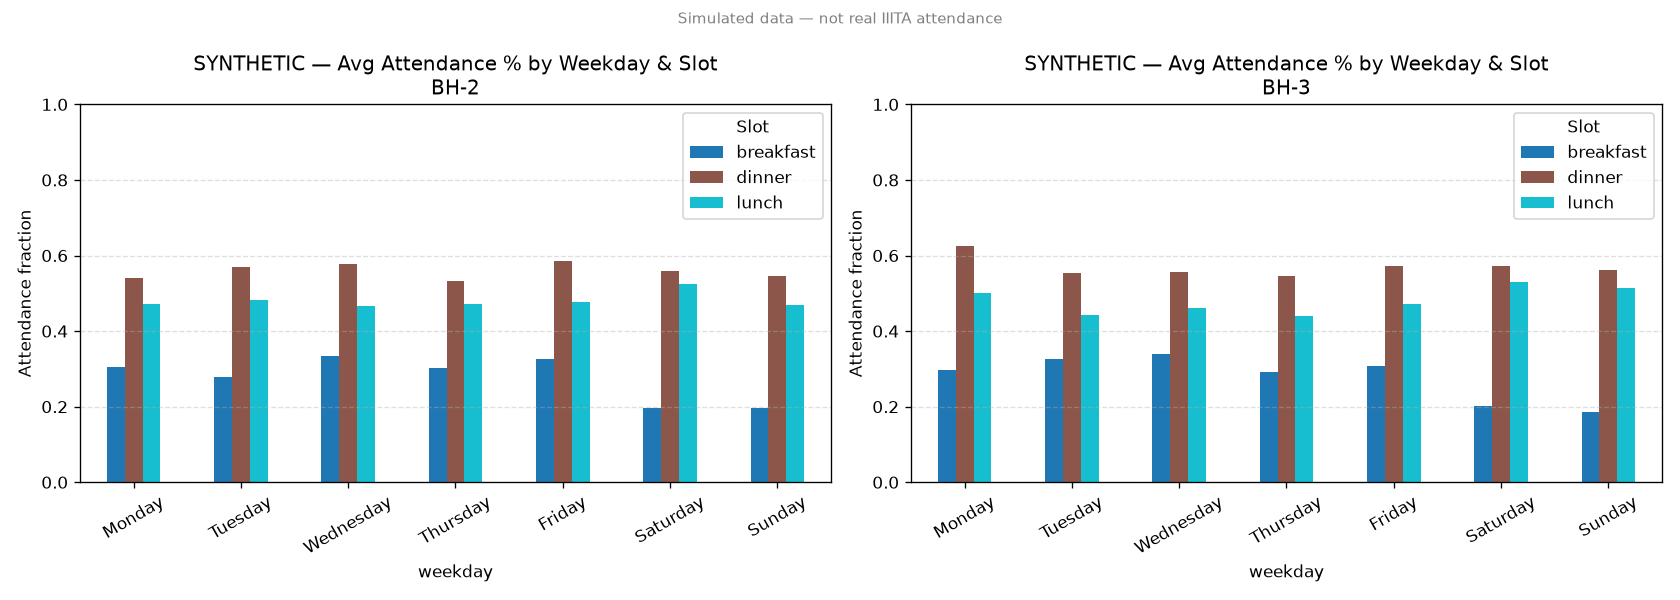 Simulated data — not real IIITA attendance
SYNTHETIC — Avg Attendance % by Weekday & Slot
BH-2
Attendance fraction
1.0
0.8
0.6
0.4
0.2
0.0
Slot
breakfast
dinner
lunch
Monday
Tuesday
Wednesday
Thursday
Friday
Saturday
Sunday
weekday
SYNTHETIC — Avg Attendance % by Weekday & Slot
BH-3
Attendance fraction
1.0
0.8
0.6
0.4
0.2
0.0
Slot
breakfast
dinner
lunch
Monday
Tuesday
Wednesday
Thursday
Friday
Saturday
Sunday
weekday